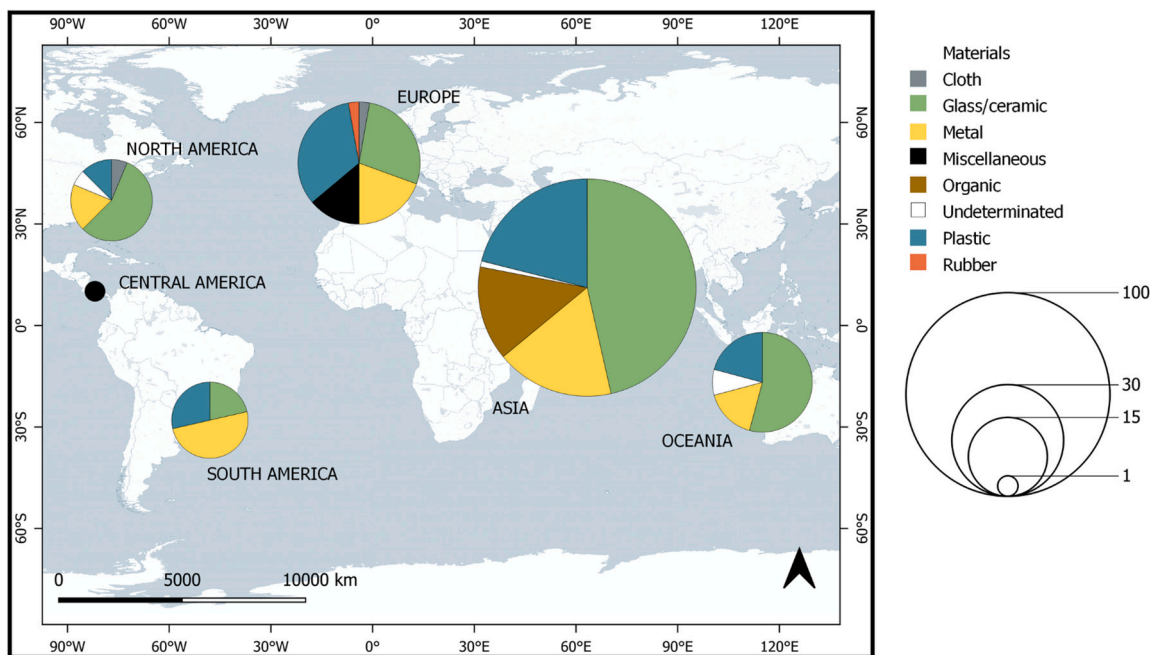 90°W 60°W 30°W 0° 30°E 60°E 90°E 120°E
60°N 30°N 0° 30°S 60°S
EUROPE
NORTH AMERICA
CENTRAL AMERICA
ASIA
OCEANIA
SOUTH AMERICA
0 5000 10000 km
60°N 30°N 0° 30°S 60°S
90°W 60°W 30°W 0° 30°E 60°E 90°E 120°E
Materials
Cloth
Glass/ceramic
Metal
Miscellaneous
Organic
Undeterminated
Plastic
Rubber
100
30
15
1